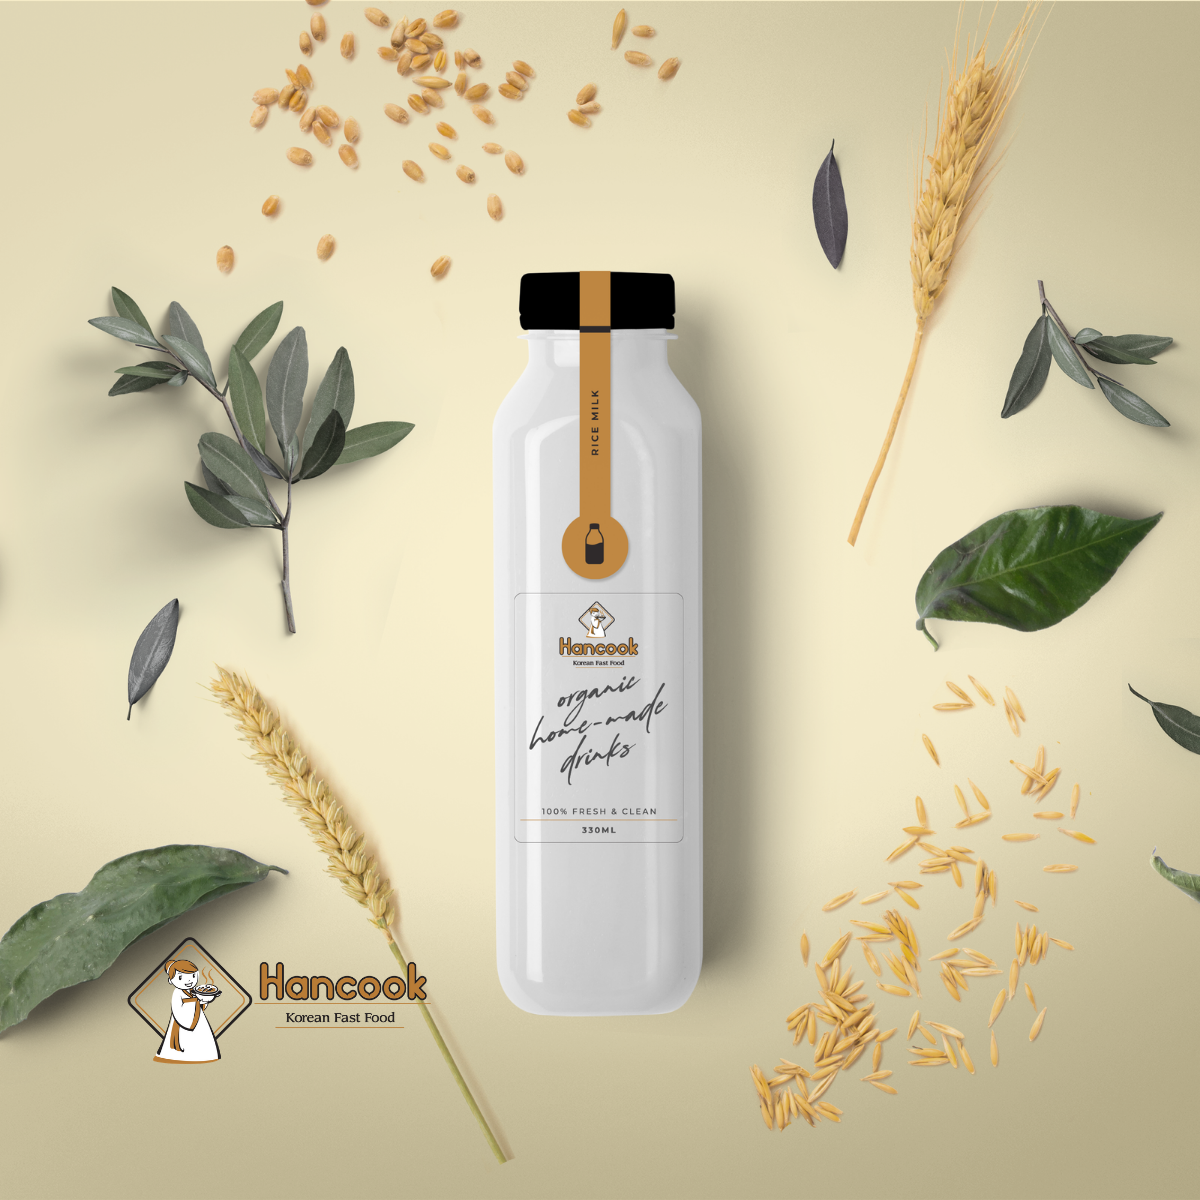 RICE MILK
Hancook
Korean Fast Food
organic
home-made
drinks
100% FRESH & CLEAN
330ML
Hancook
Korean Fast Food